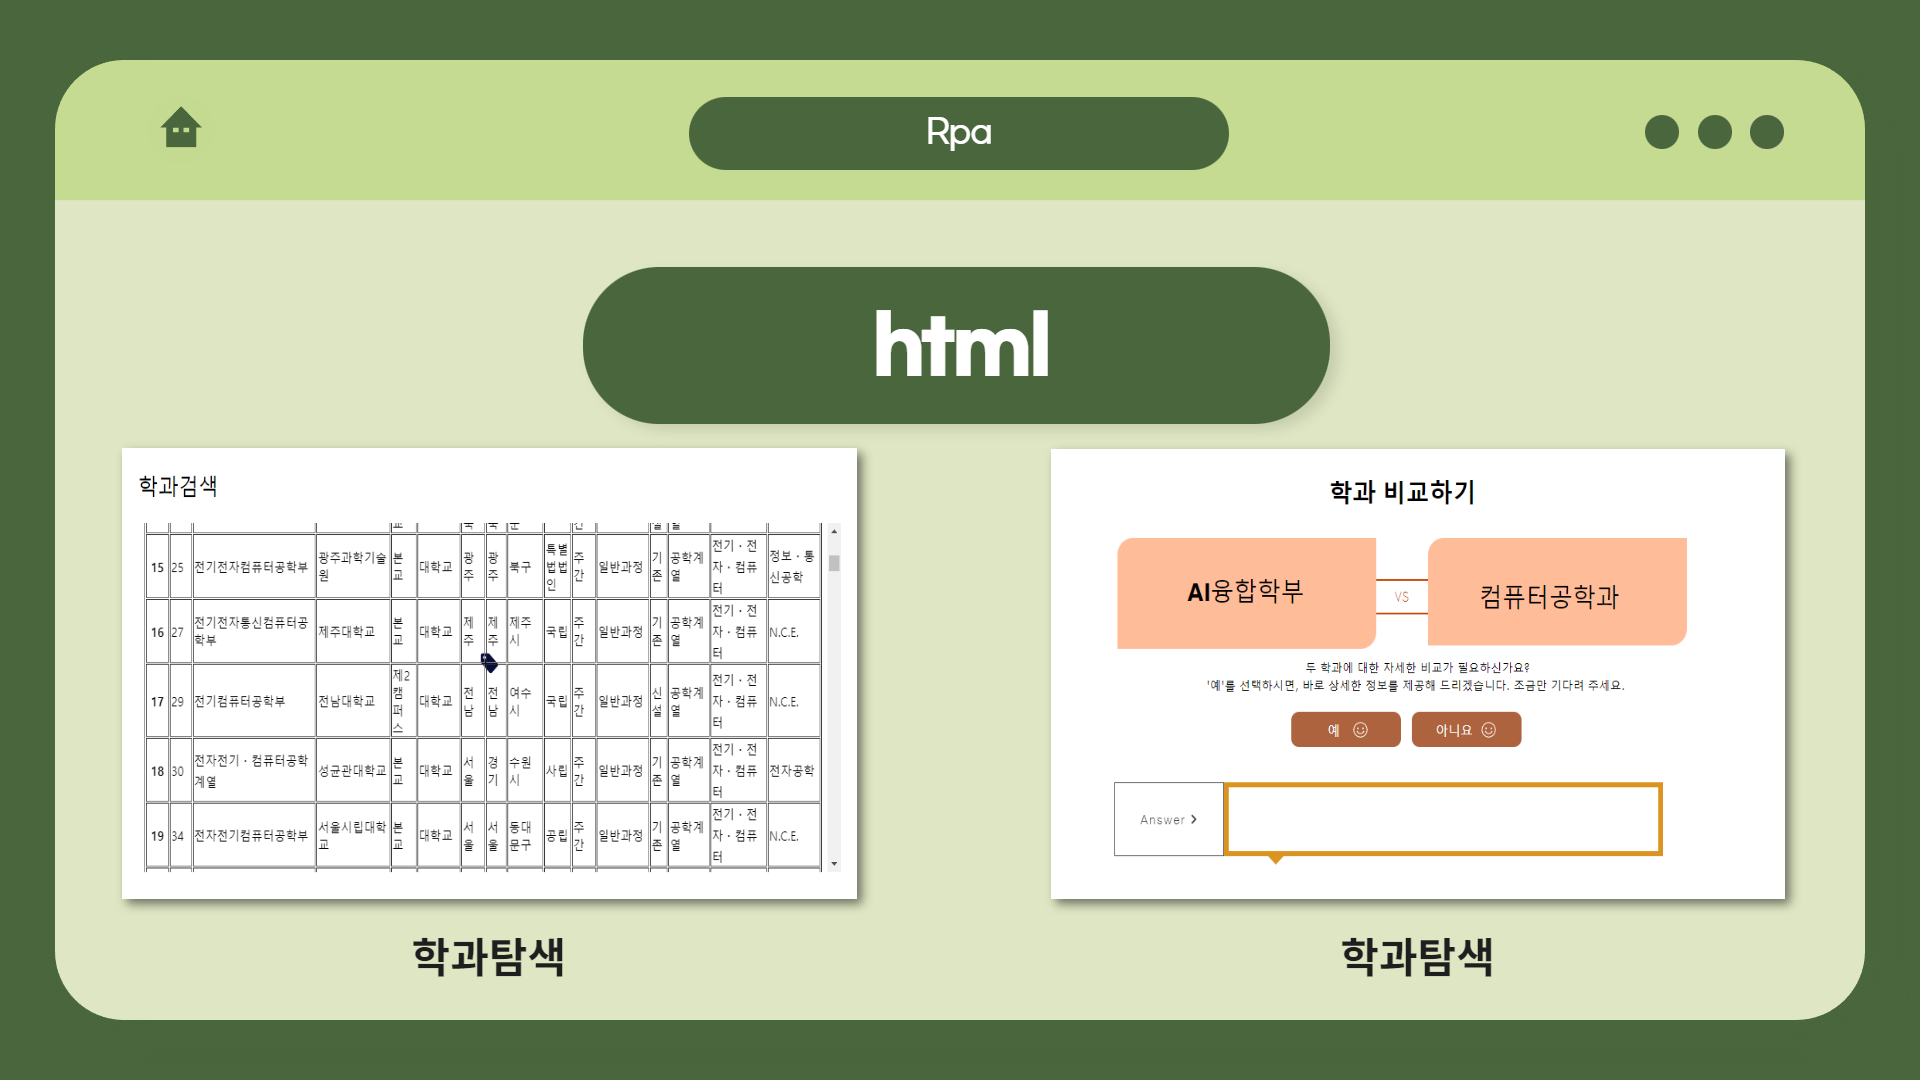 Rpa
html
학과검색
15 25 전기전자컴퓨터공학부 광주과학기술원 본교 대학교 광주 광주 북구 특별법법인 주간 일반과정 기존 공학계열 전기·전자·컴퓨터 정보·통신공학
16 27 전기전자통신컴퓨터공학부 제주대학교 본교 대학교 제주 제주 제주시 국립 주간 일반과정 기존 공학계열 전기·전자·컴퓨터 N.C.E.
17 29 전기컴퓨터공학부 전남대학교 제2캠퍼스 대학교 전남 전남 여수시 국립 주간 일반과정 신설 공학계열 전기·전자·컴퓨터 N.C.E.
18 30 전자전기·컴퓨터공학계열 성균관대학교 본교 대학교 서울 경기 수원시 사립 주간 일반과정 기존 공학계열 전기·전자·컴퓨터 전자공학
19 34 전자전기컴퓨터공학부 서울시립대학교 본교 대학교 서울 서울 동대문구 공립 주간 일반과정 기존 공학계열 전기·전자·컴퓨터 N.C.E.
학과탐색
학과 비교하기
AI융합학부 VS 컴퓨터공학과
두 학과에 대한 자세한 비교가 필요하신가요?
'예'를 선택하시면, 바로 상세한 정보를 제공해 드리겠습니다. 조금만 기다려 주세요.
예 아니요
Answer
학과탐색